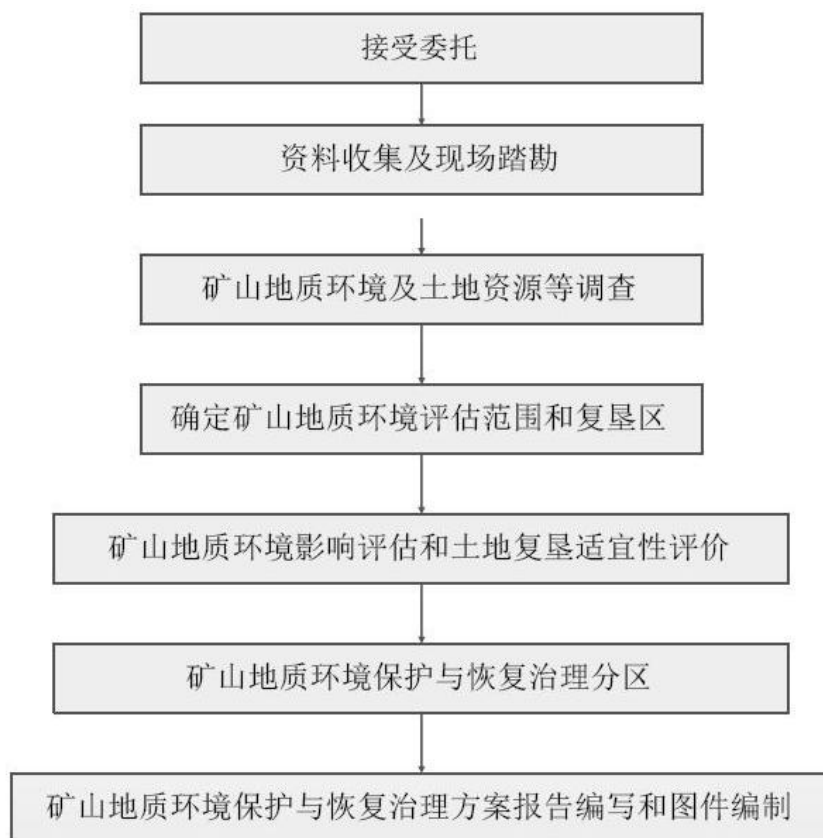 接受委托
资料收集及现场踏勘
矿山地质环境及土地资源等调查
确定矿山地质环境评估范围和复垦区
矿山地质环境影响评估和土地复垦适宜性评价
矿山地质环境保护与恢复治理分区
矿山地质环境保护与恢复治理方案报告编写和图件编制